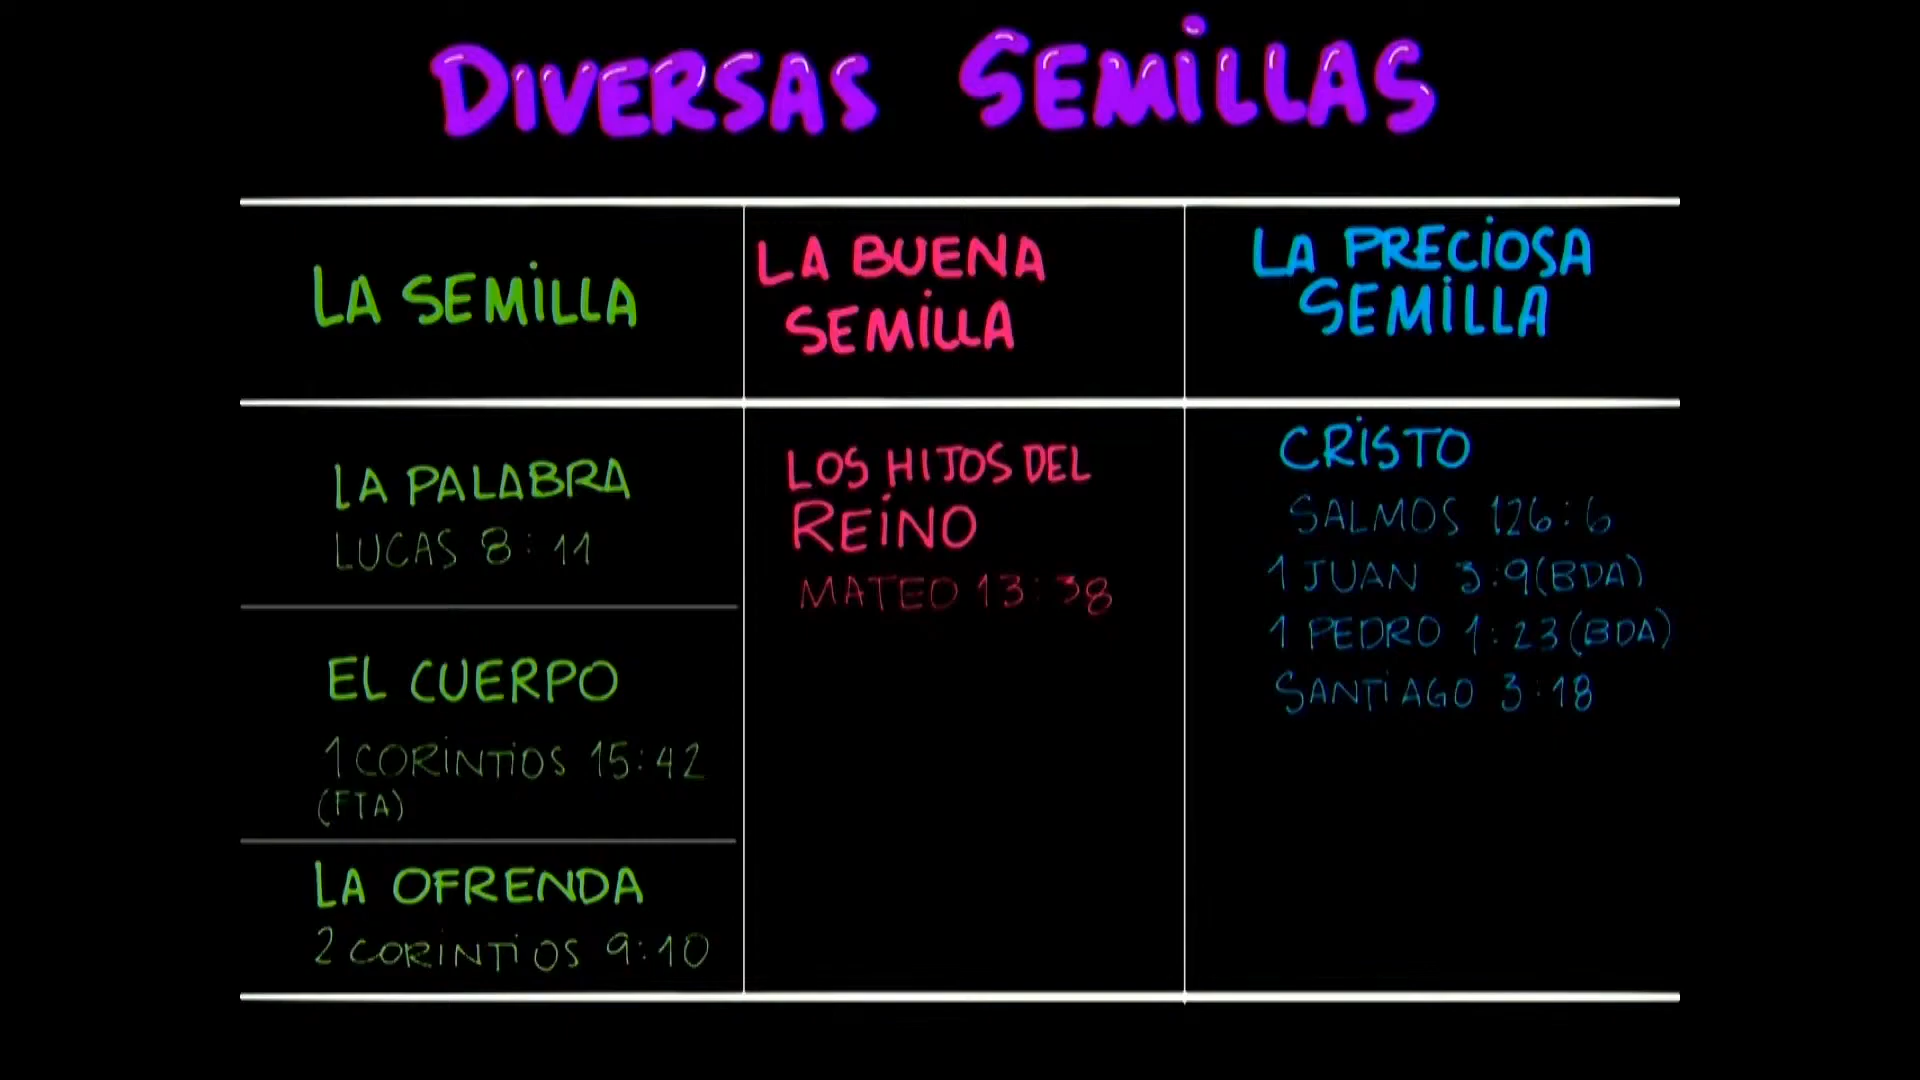 DIVERSAS SEMILLAS
LA SEMILLA
LA BUENA
SEMILLA
LA PRECIOSA
SEMILLA
LA PALABRA
LUCAS 8:11
EL CUERPO
1 CORINTIOS 15:42
(FTA)
LA OFRENDA
2 CORINTIOS 9:10
LOS HIJOS DEL
REINO
MATEO 13:38
CRISTO
SALMOS 126:6
1 JUAN 3:9(BDA)
1 PEDRO 1:23(BDA)
SANTIAGO 3:18